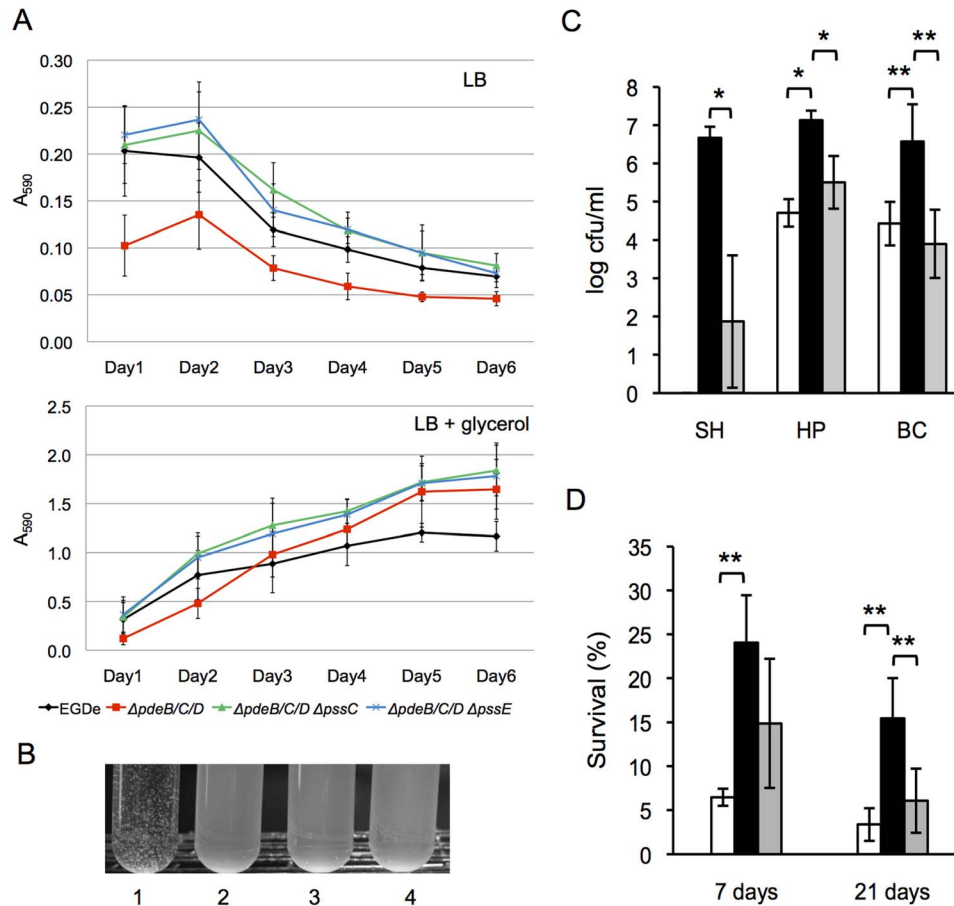 A
LB
0.30
0.25
0.20
0.15
0.10
0.05
0.00
A590
Day1 Day2 Day3 Day4 Day5 Day6
LB + glycerol
2.5
2.0
1.5
1.0
0.5
0.0
A590
Day1 Day2 Day3 Day4 Day5 Day6
EGDe ΔpdeB/C/D ΔpdeB/C/D ΔpssC ΔpdeB/C/D ΔpssE
B
1 2 3 4
C
* * * ** **
8
7
6
5
4
3
2
1
0
log cfu/ml
SH HP BC
D
** ** **
35
30
25
20
15
10
5
0
Survival (%)
7 days 21 days